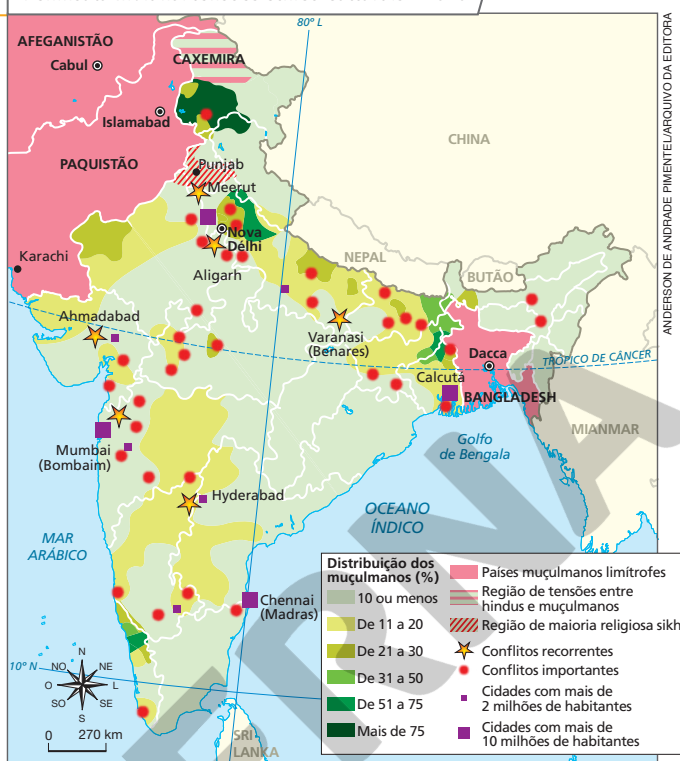 80º L
AFEGANISTÃO
Cabul
CAXEMIRA
Islamabad
CHINA
PAQUISTÃO
Punjab
Meerut
Nova
Délhi
Karachi
Aligarh
NEPAL
BUTÃO
Ahmadabad
Varanasi
(Benares)
Dacca
TRÓPICO DE CÂNCER
Calcutá
BANGLADESH
MIANMAR
Golfo
de Bengala
Mumbai
(Bombaim)
Hyderabad
OCEANO
ÍNDICO
MAR
ARÁBICO
Chennai
(Madras)
10º N
N
NO
NE
O
L
SO
SE
S
0
270 km
SRI
LANKA
Distribuição dos
muçulmanos (%)
10 ou menos
De 11 a 20
De 21 a 30
De 31 a 50
De 51 a 75
Mais de 75
Países muçulmanos limítrofes
Região de tensões entre
hindus e muçulmanos
Região de maioria religiosa sikh
Conflitos recorrentes
Conflitos importantes
Cidades com mais de
2 milhões de habitantes
Cidades com mais de
10 milhões de habitantes
ANDERSON DE ANDRADE PIMENTEL/ARQUIVO DA EDITORA
ERNA